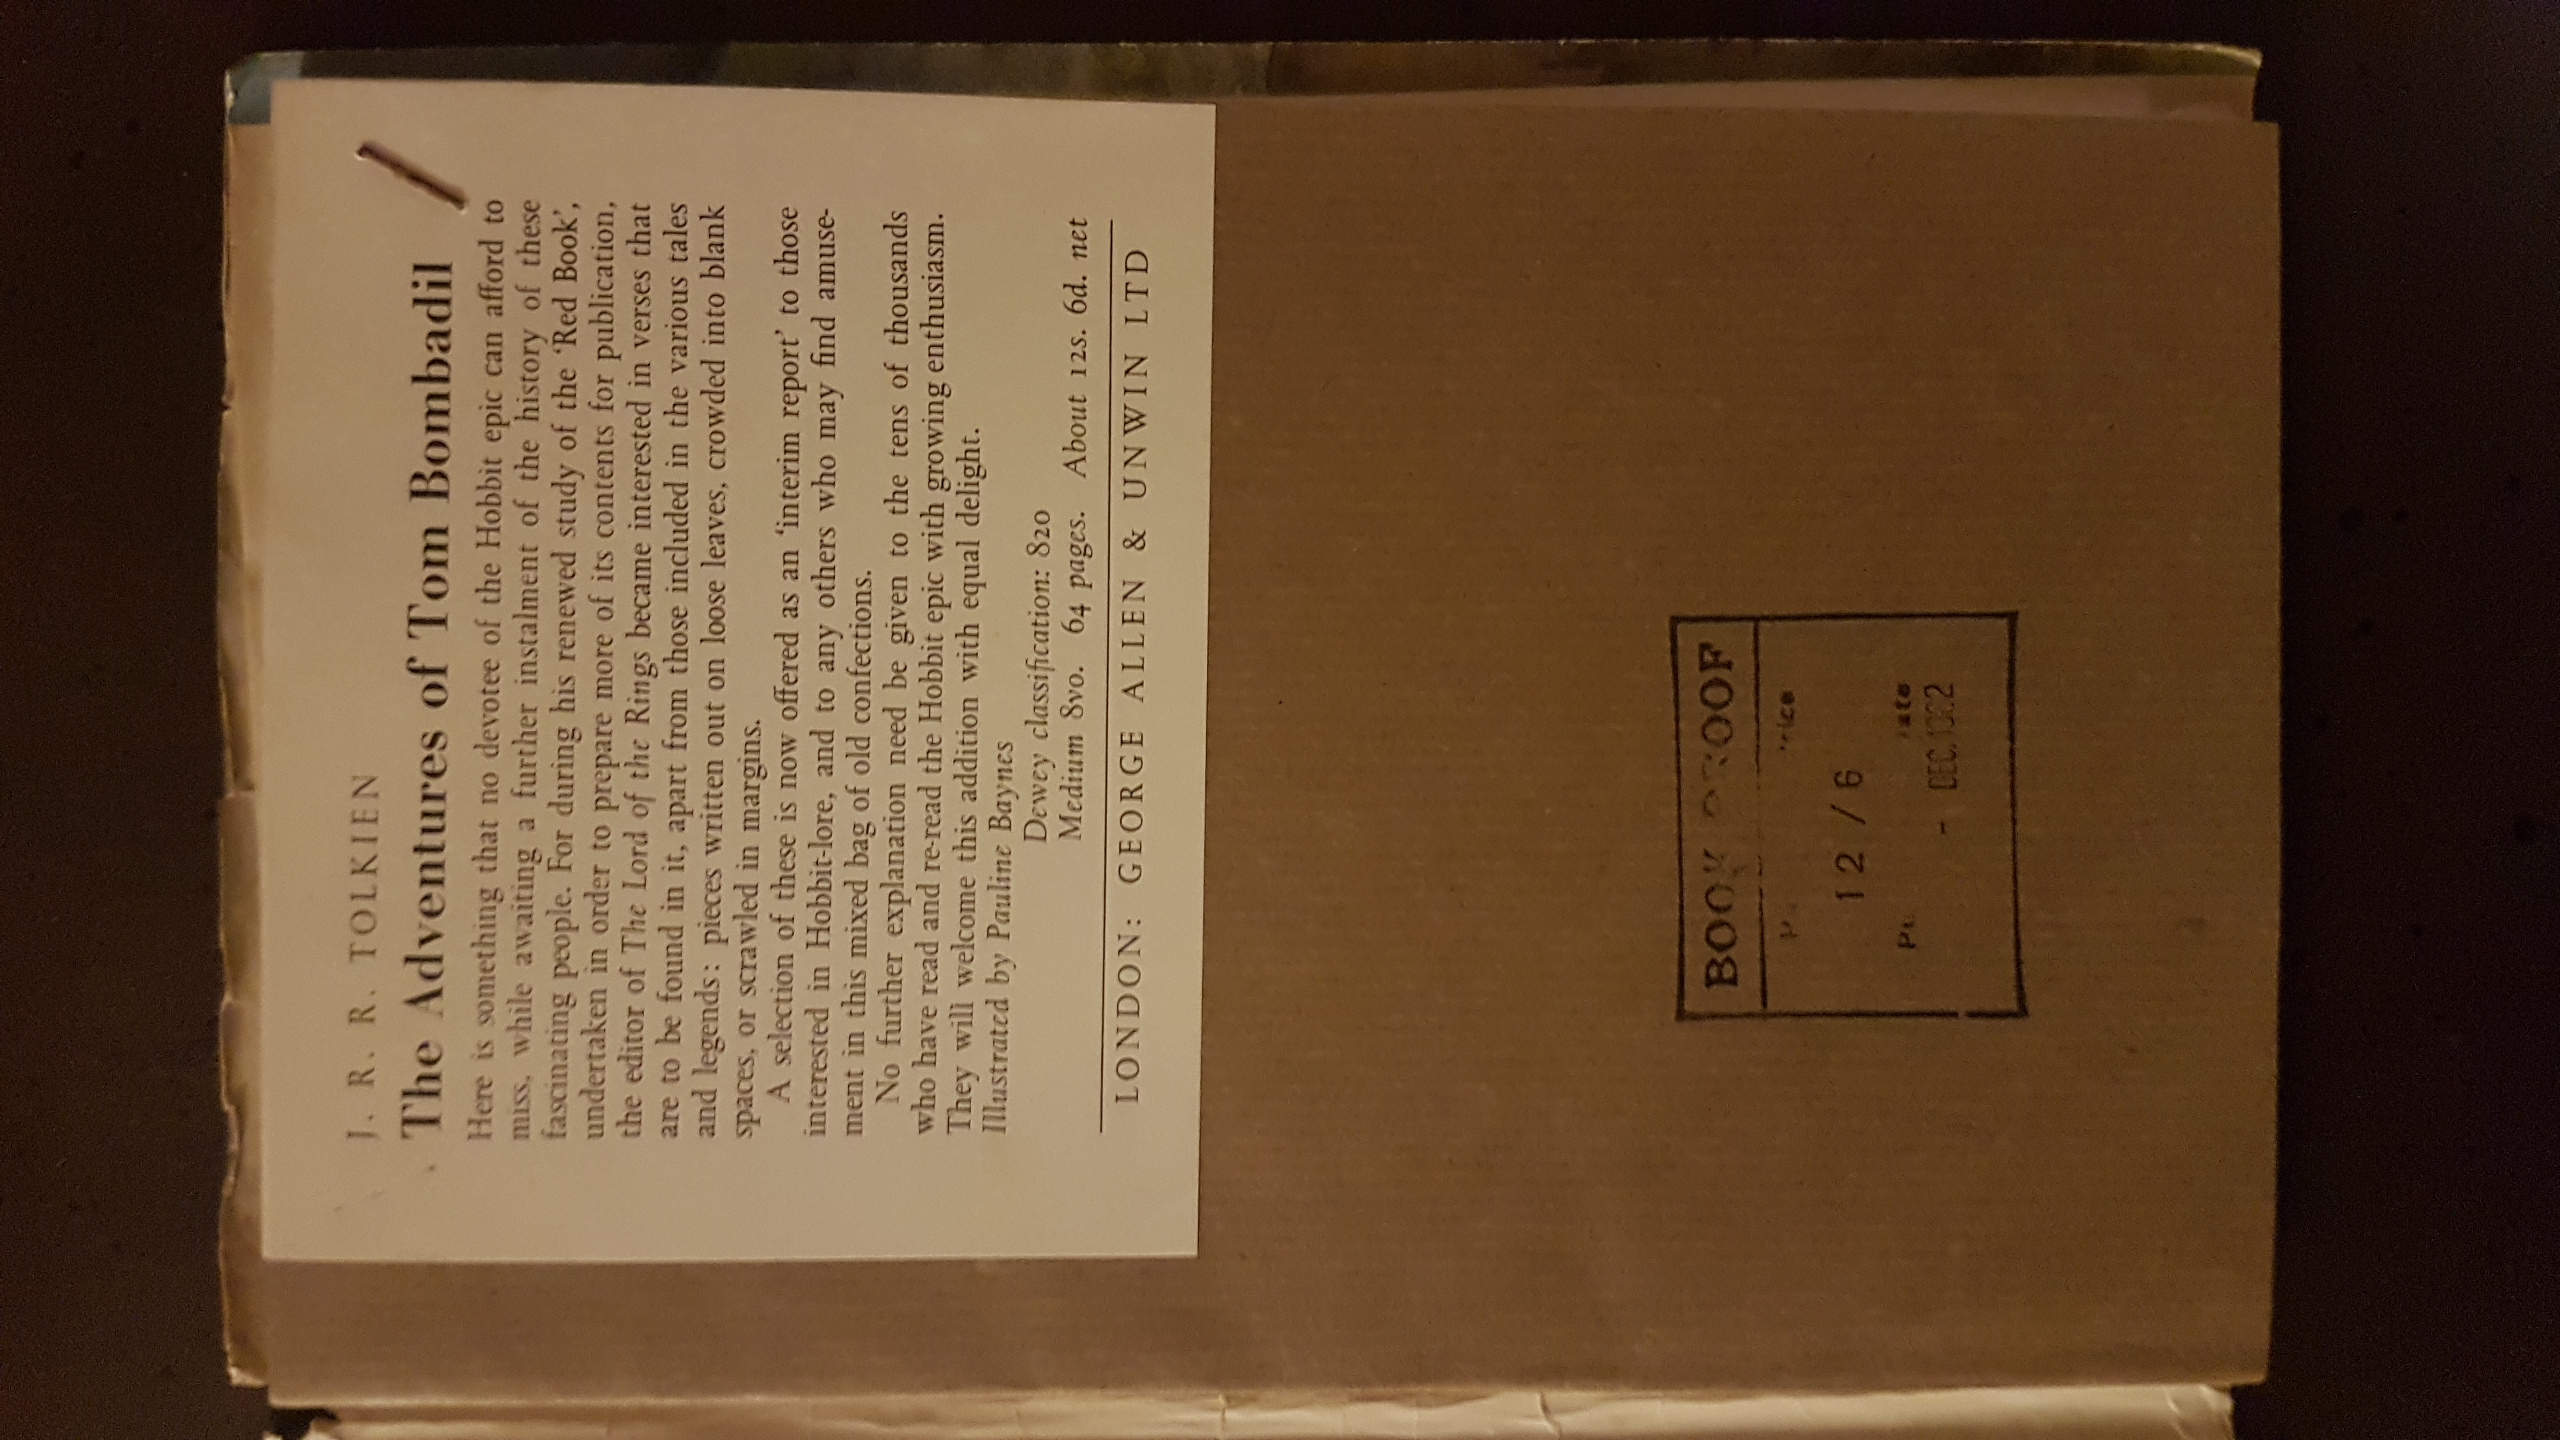 J. R. R. TOLKIEN
The Adventures of Tom Bombadil
Here is something that no devotee of the Hobbit epic can afford to
miss, while awaiting a further instalment of the history of these
fascinating people. For during his renewed study of the ‘Red Book’,
undertaken in order to prepare more of its contents for publication,
the editor of The Lord of the Rings became interested in verses that
are to be found in it, apart from those included in the various tales
and legends: pieces written out on loose leaves, crowded into blank
spaces, or scrawled in margins.
A selection of these is now offered as an ‘interim report’ to those
interested in Hobbit-lore, and to any others who may find amuse-
ment in this mixed bag of old confections.
No further explanation need be given to the tens of thousands
who have read and re-read the Hobbit epic with growing enthusiasm.
They will welcome this addition with equal delight.
Illustrated by Pauline Baynes
Dewey classification: 820
Medium 8vo. 64 pages. About 12s. 6d. net
LONDON: GEORGE ALLEN & UNWIN LTD
BOOK PROOF
12/6
- DEC. 1962